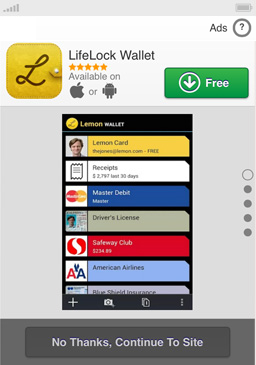 Ads ?
LifeLock Wallet
Available on
or
Free
Lemon WALLET
Lemon Card
thejones@lemon.com - FREE
Receipts
$ 2,797 last 30 days
Master Debit
Master
Driver's License
Safeway Club
$234.89
American Airlines
Blue Shield Insurance
No Thanks, Continue To Site